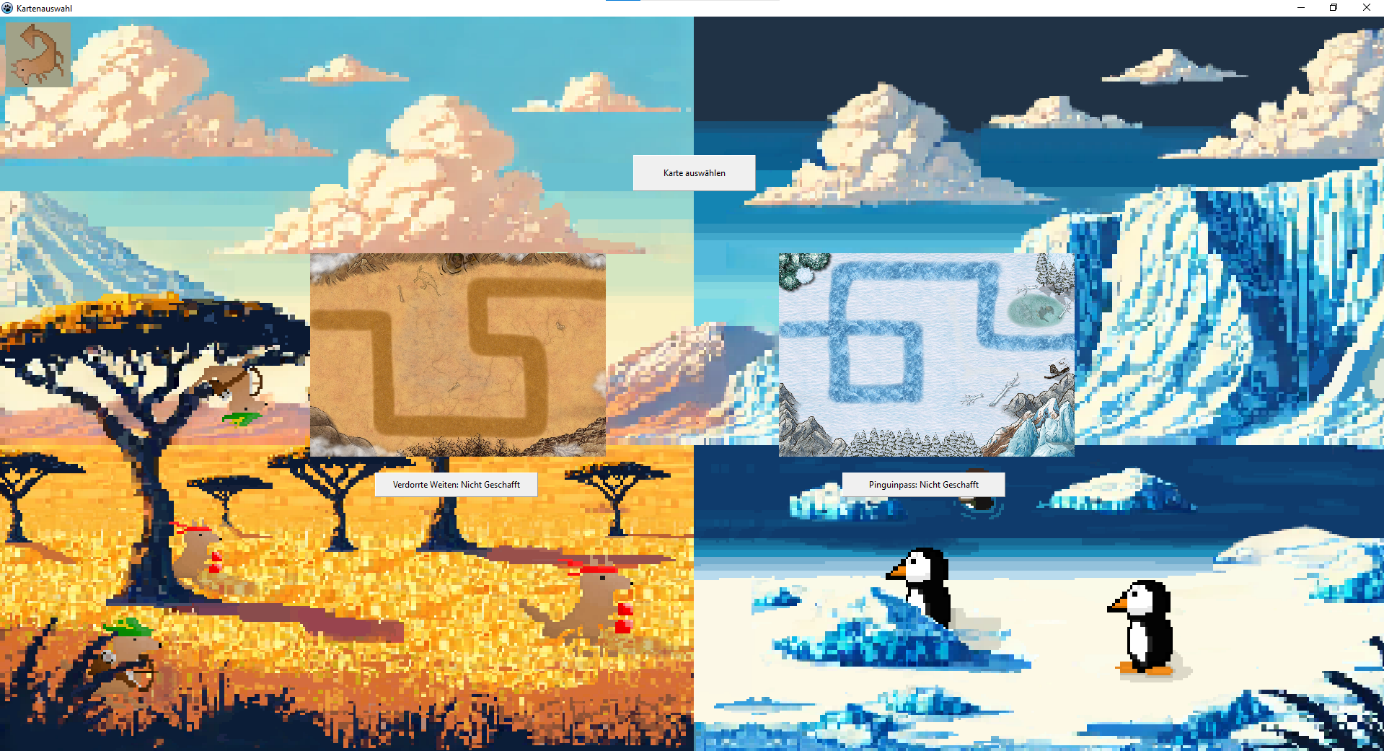 Kartenauswahl
Karte auswählen
Verdorrte Weiten: Nicht Geschafft
Pinguinpass: Nicht Geschafft